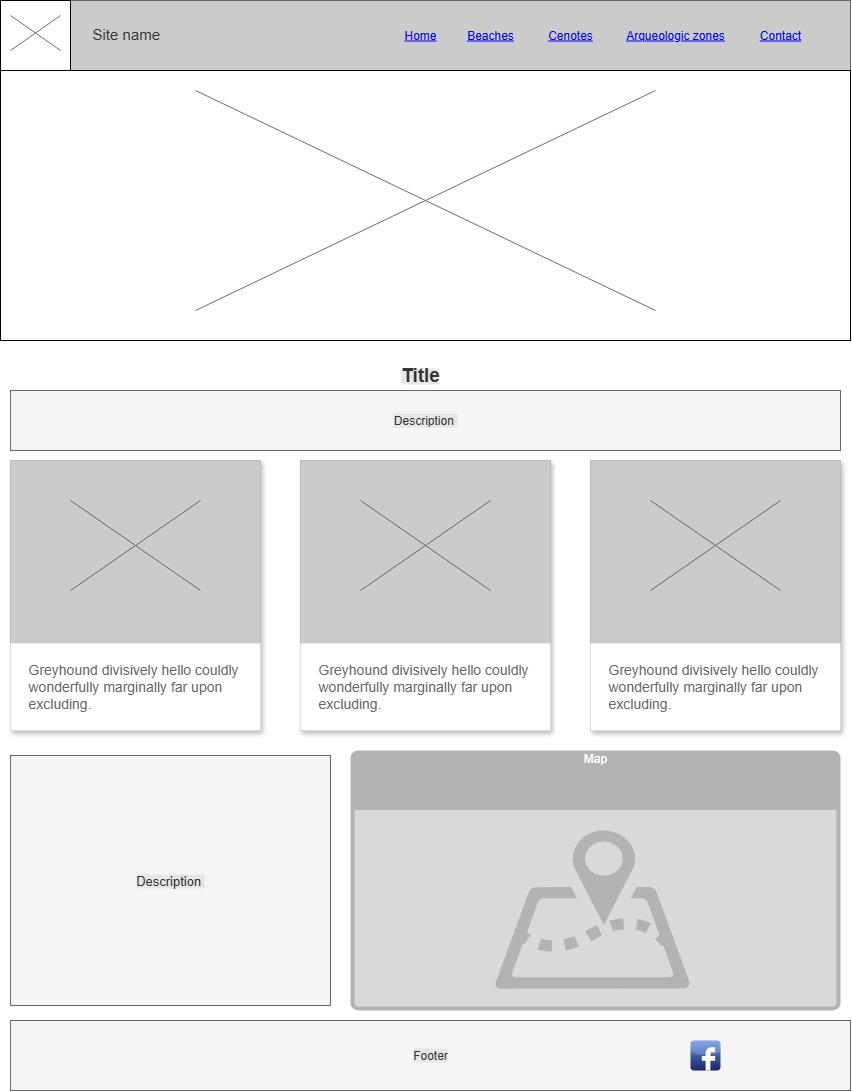 Site name
Home Beaches Cenotes Arqueologic zones Contact
Title
Description
Greyhound divisively hello couldly
wonderfully marginally far upon
excluding.
Greyhound divisively hello couldly
wonderfully marginally far upon
excluding.
Greyhound divisively hello couldly
wonderfully marginally far upon
excluding.
Description
Map
Footer